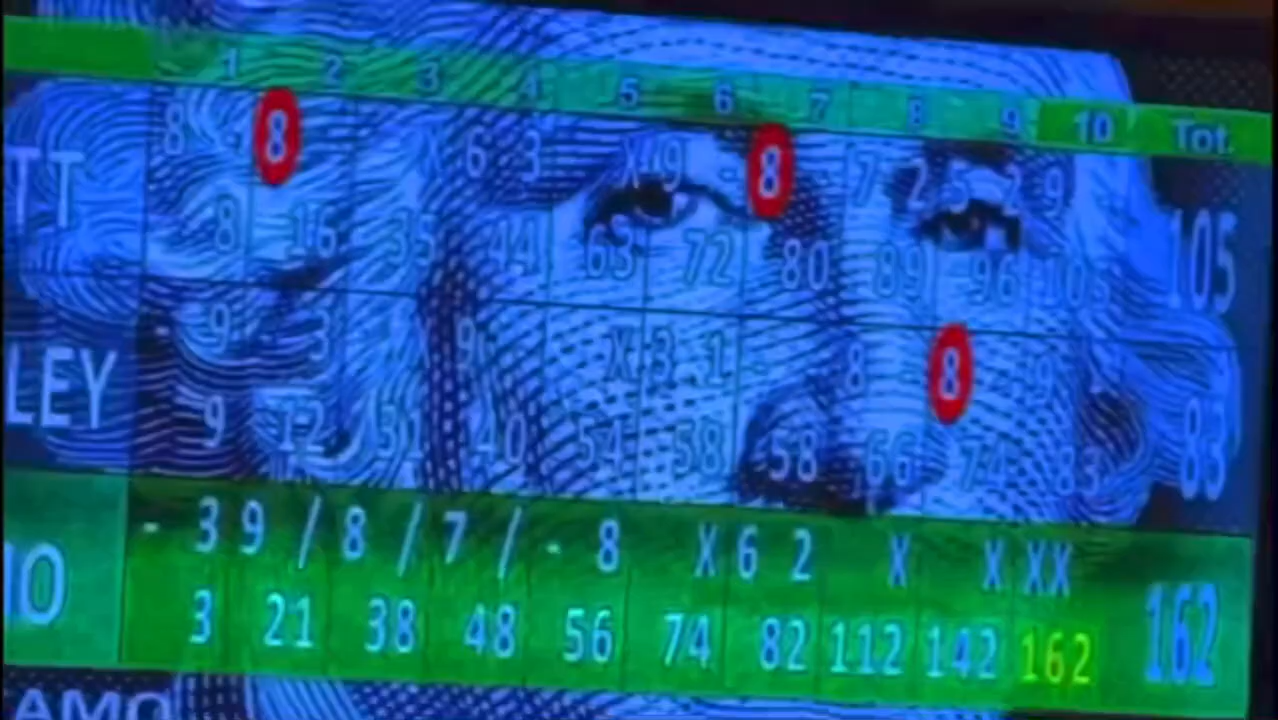 1 2 3 4 5 6 7 8 9 10 Tot.
TT 8 - 8 X 6 3 X 9 - 8 - 7 2 5 2 9 -
8 16 35 44 63 72 80 89 96 105 105
LEY 9 - 3 X 9 - X 3 1 - - 8 - 8 - 9
9 12 31 40 54 58 58 66 74 83 83
IO - 3 9 / 8 / 7 / - 8 X 6 2 X X XX
3 21 38 48 56 74 82 112 142 162 162
AMO